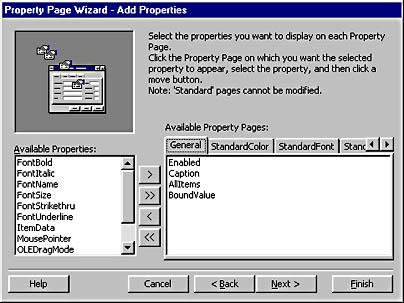 Property Page Wizard - Add Properties
Select the properties you want to display on each Property
Page.
Click the Property Page on which you want the selected
property to appear, select the property, and then click a
move button.
Note: 'Standard' pages cannot be modified.
Available Properties:
FontBold
FontItalic
FontName
FontSize
FontStrikethru
FontUnderline
ItemData
MousePointer
OLEDragMode
>
>>
<
<<
Available Property Pages:
General StandardColor StandardFont Stanc
Enabled
Caption
AllItems
BoundValue
Help Cancel < Back Next > Finish